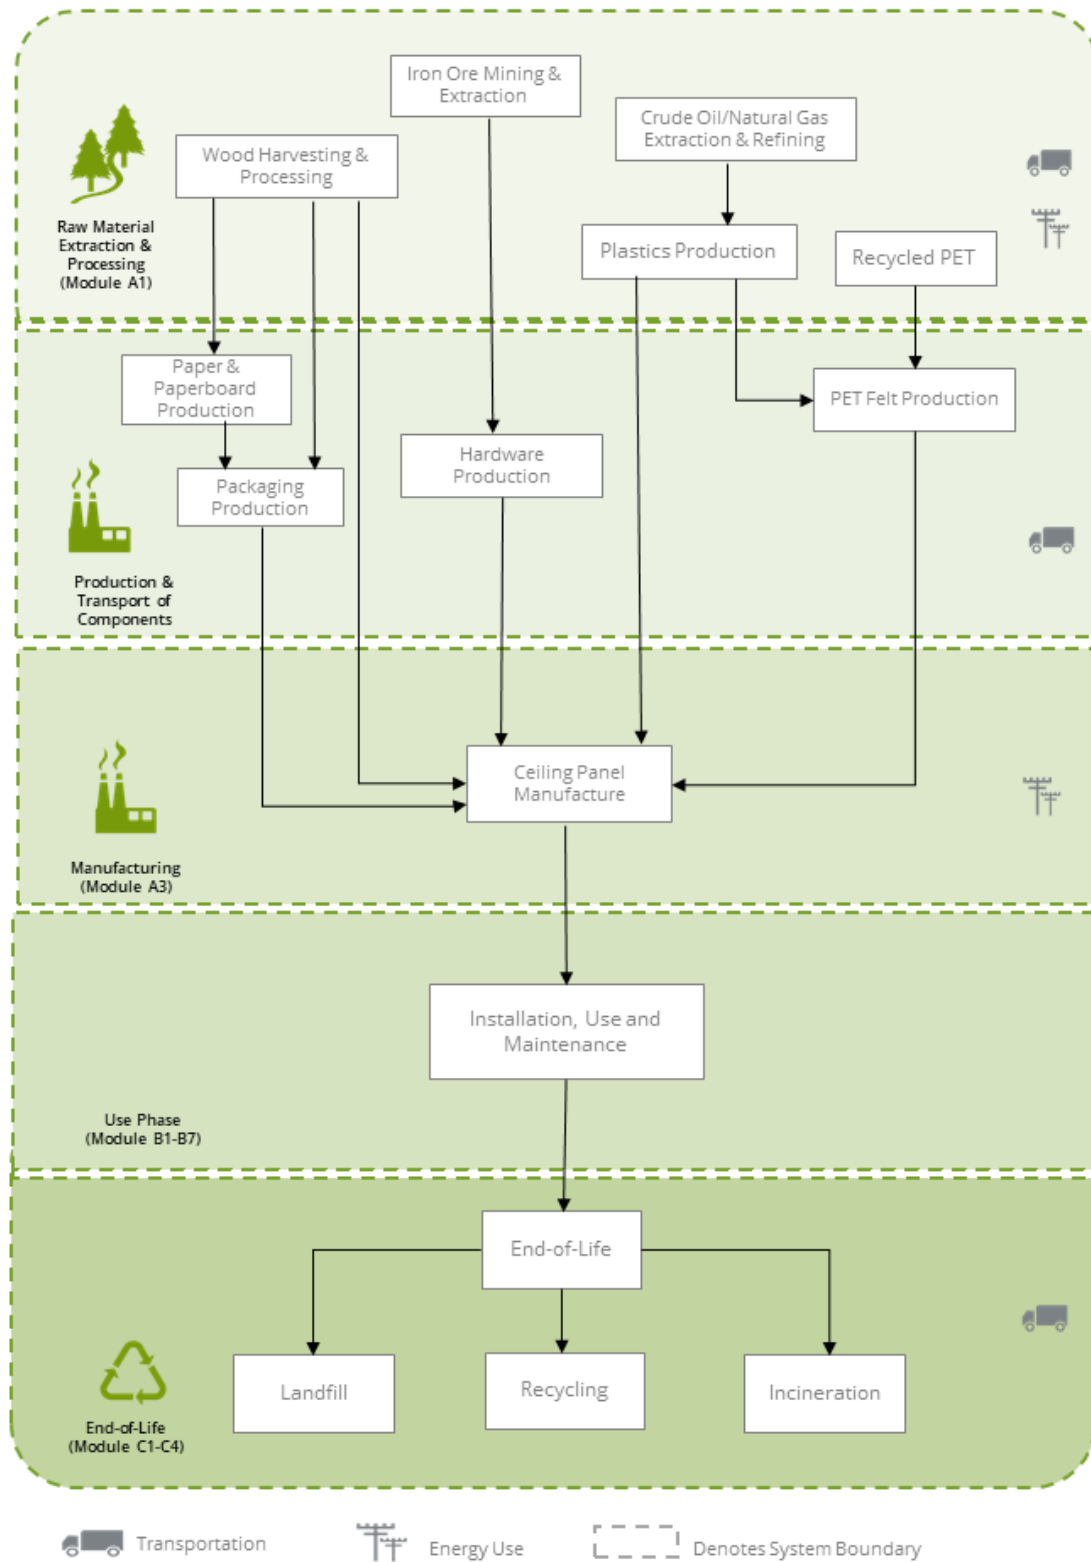 Iron Ore Mining &
Extraction
Crude Oil/Natural Gas
Extraction & Refining
Wood Harvesting &
Processing
Raw Material
Extraction &
Processing
(Module A1)
Plastics Production
Recycled PET
Paper &
Paperboard
Production
PET Felt Production
Hardware
Production
Packaging
Production
Production &
Transport of
Components
Ceiling Panel
Manufacture
Manufacturing
(Module A3)
Installation, Use and
Maintenance
Use Phase
(Module B1-B7)
End-of-Life
Landfill
Recycling
Incineration
End-of-Life
(Module C1-C4)
Transportation
Energy Use
Denotes System Boundary